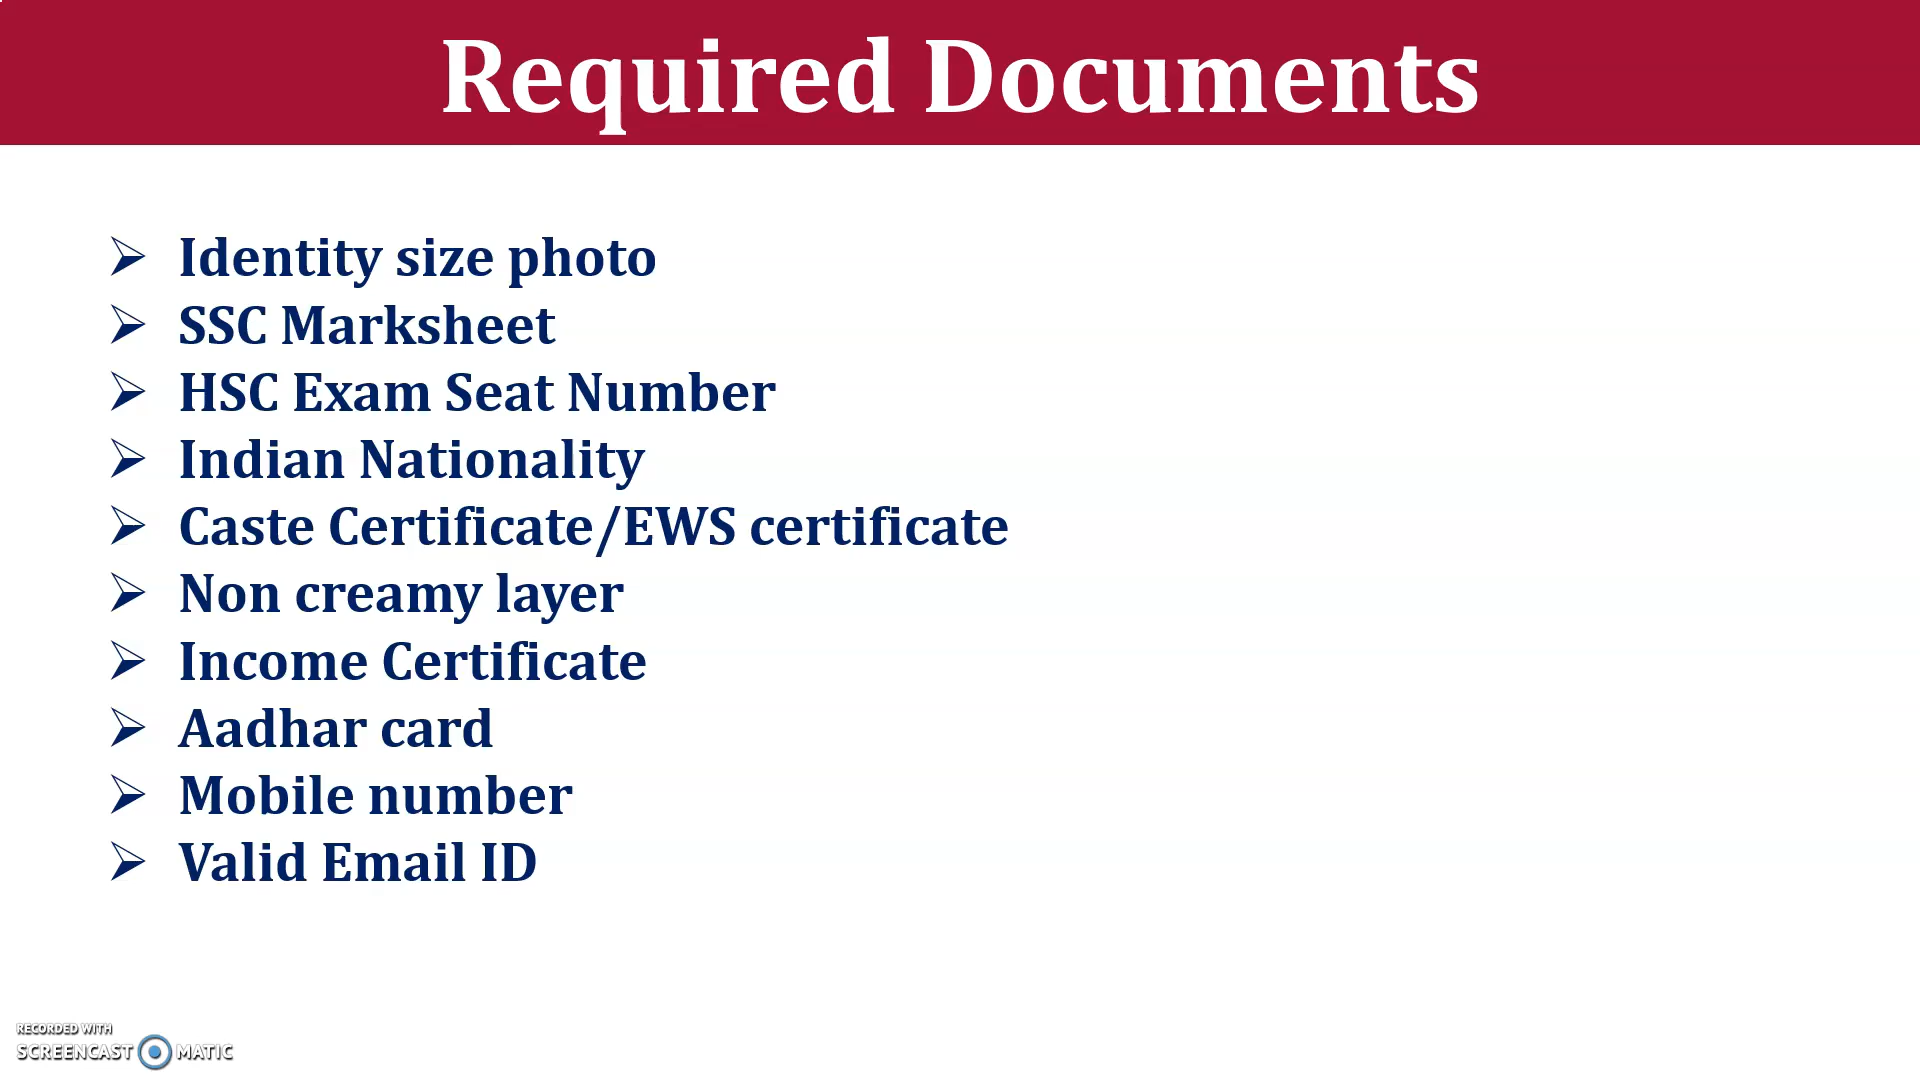 Required Documents
Identity size photo
SSC Marksheet
HSC Exam Seat Number
Indian Nationality
Caste Certificate/EWS certificate
Non creamy layer
Income Certificate
Aadhar card
Mobile number
Valid Email ID
RECORDED WITH
SCREENCAST MATIC